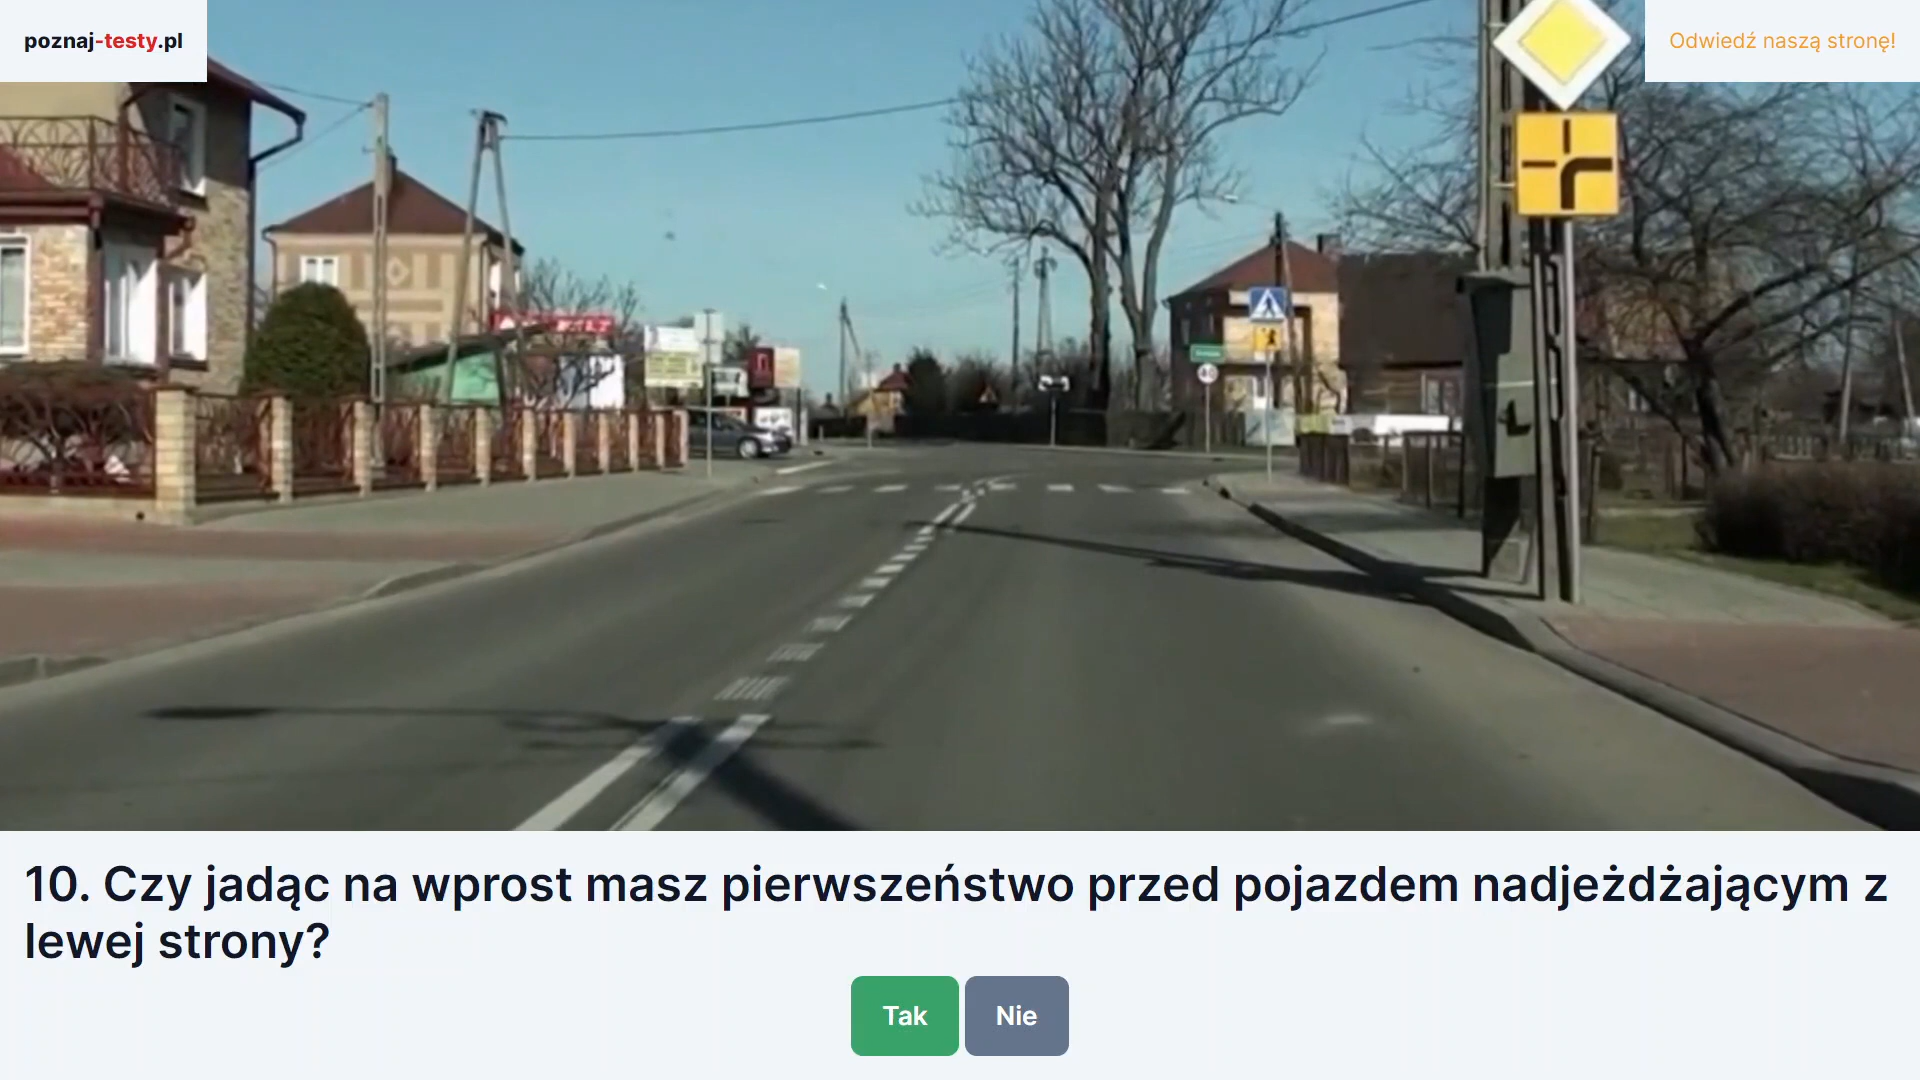 poznaj-testy.pl
Odwiedź naszą stronę!
40
10. Czy jadąc na wprost masz pierwszeństwo przed pojazdem nadjeżdżającym z
lewej strony?
Tak
Nie